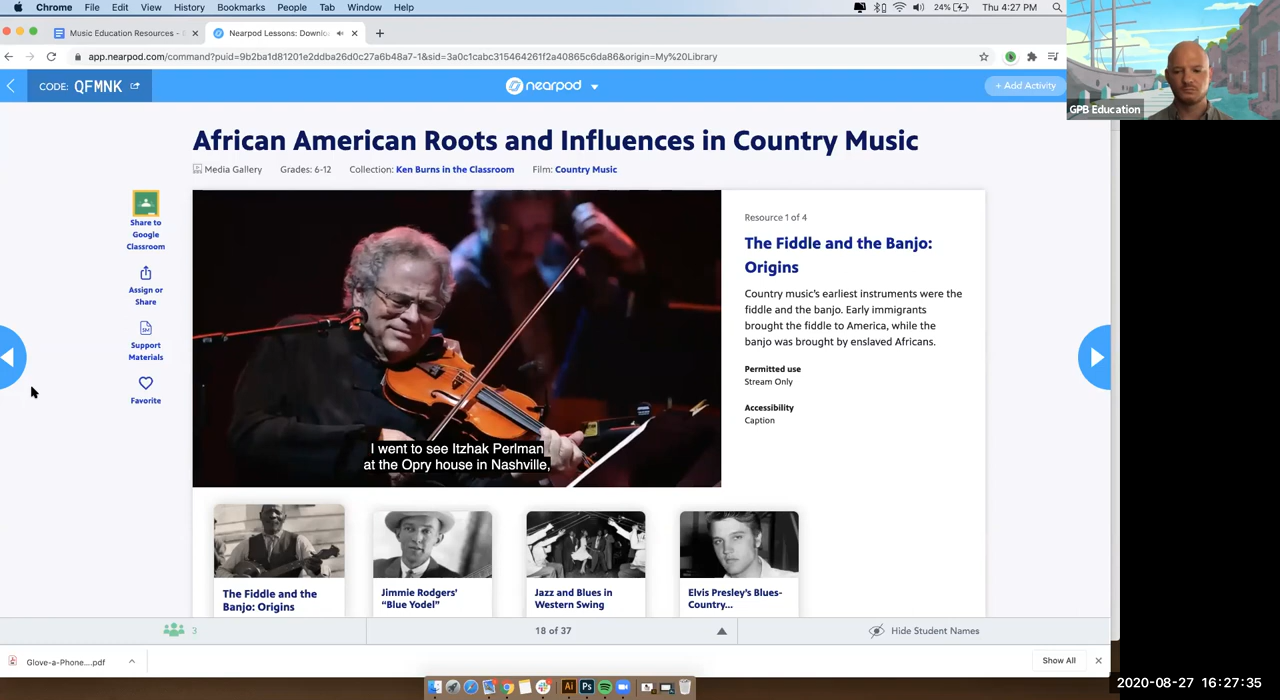 Chrome File Edit View History Bookmarks People Tab Window Help
24% Thu 4:27 PM
Music Education Resources -
Nearpod Lessons: Downlo
app.nearpod.com/command?puid=9b2ba1d81201e2ddba26d0c27a6b48a7-1&sid=3a0c1cabc315464261f2a40865c6da86&origin=My%20Library
CODE: QFMNK
nearpod
+ Add Activity
GPB Education
African American Roots and Influences in Country Music
Media Gallery Grades: 6-12 Collection: Ken Burns in the Classroom Film: Country Music
Share to
Google
Classroom
Assign or
Share
Support
Materials
Favorite
I went to see Itzhak Perlman
at the Opry house in Nashville,
Resource 1 of 4
The Fiddle and the Banjo:
Origins
Country music's earliest instruments were the
fiddle and the banjo. Early immigrants
brought the fiddle to America, while the
banjo was brought by enslaved Africans.
Permitted use
Stream Only
Accessibility
Caption
The Fiddle and the
Banjo: Origins
Jimmie Rodgers'
"Blue Yodel"
Jazz and Blues in
Western Swing
Elvis Presley's Blues-
Country...
3
18 of 37
Hide Student Names
Glove-a-Phone....pdf
Show All
Ai
Ps
2020-08-27 16:27:35